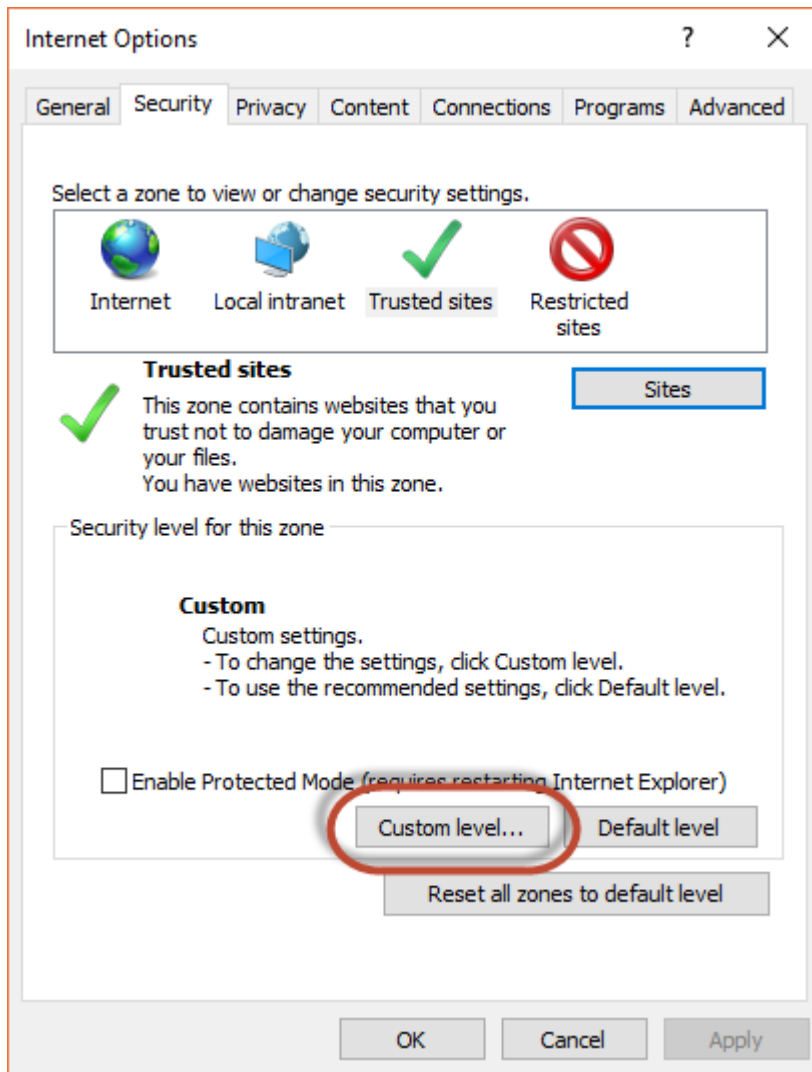 Internet Options ?
General Security Privacy Content Connections Programs Advanced
Select a zone to view or change security settings.
Internet Local intranet Trusted sites Restricted
sites
Trusted sites
Sites
This zone contains websites that you
trust not to damage your computer or
your files.
You have websites in this zone.
Security level for this zone
Custom
Custom settings.
- To change the settings, click Custom level.
- To use the recommended settings, click Default level.
Enable Protected Mode (requires restarting Internet Explorer)
Custom level... Default level
Reset all zones to default level
OK Cancel Apply